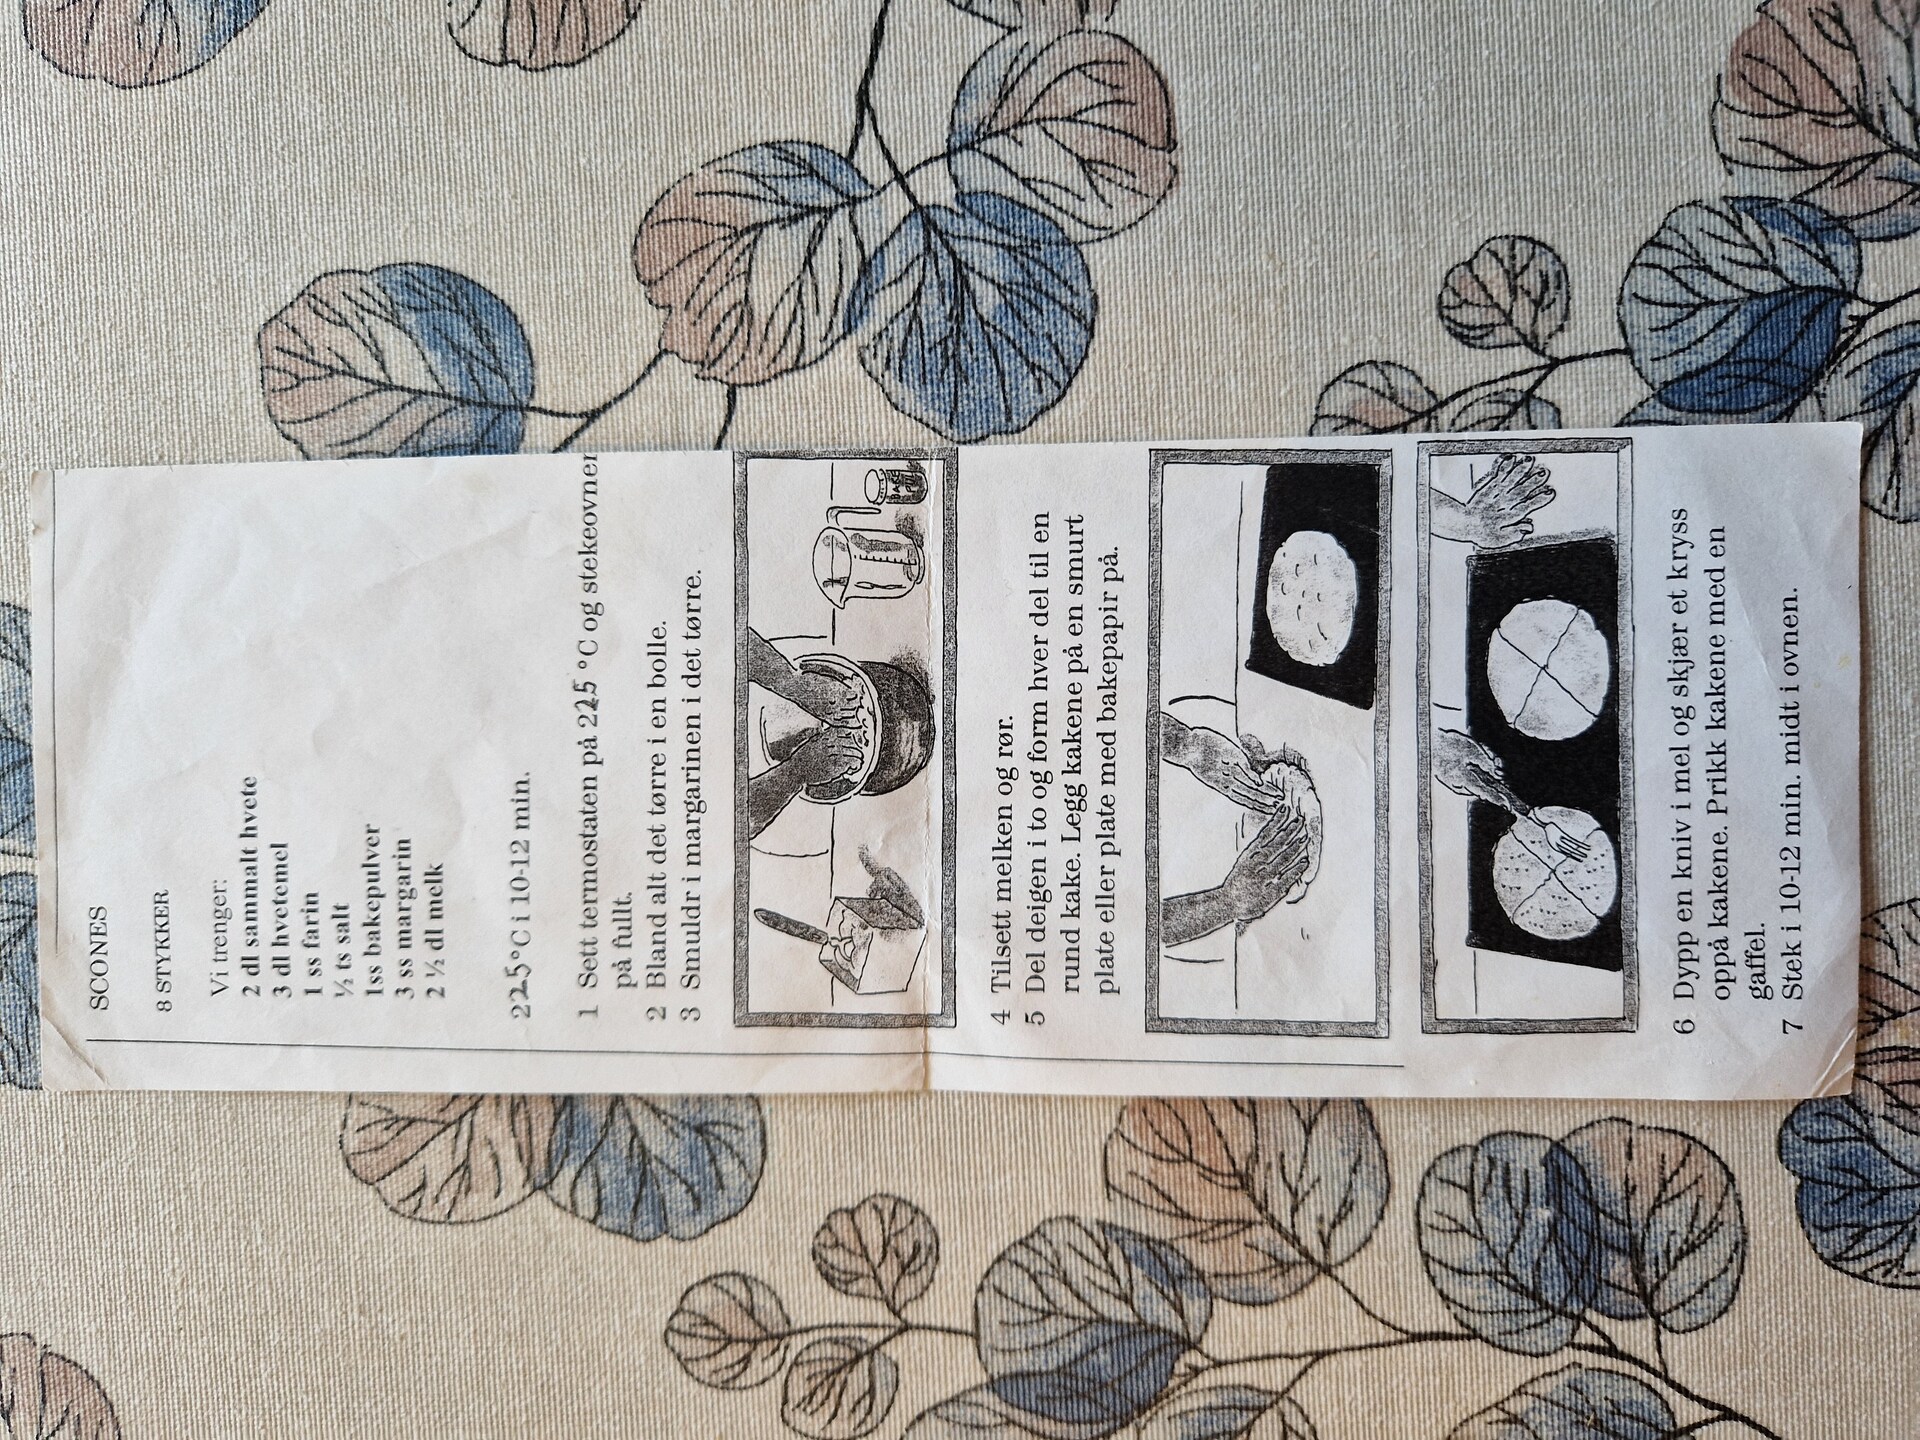 SCONES
8 STYKKER
Vi trenger:
2 dl sammalt hvete
3 dl hvetemel
1 ss farin
½ ts salt
1ss bakepulver
3 ss margarin
2 ½ dl melk
225°C i 10-12 min.
1 Sett termostaten på 225 °C og stekeovner
på fullt.
2 Bland alt det tørre i en bolle.
3 Smuldr i margarinen i det tørre.
BAKE
PUL
4 Tilsett melken og rør.
5 Del deigen i to og form hver del til en
rund kake. Legg kakene på en smurt
plate eller plate med bakepapir på.
6 Dypp en kniv i mel og skjær et kryss
oppå kakene. Prikk kakene med en
gaffel.
7 Stek i 10-12 min. midt i ovnen.